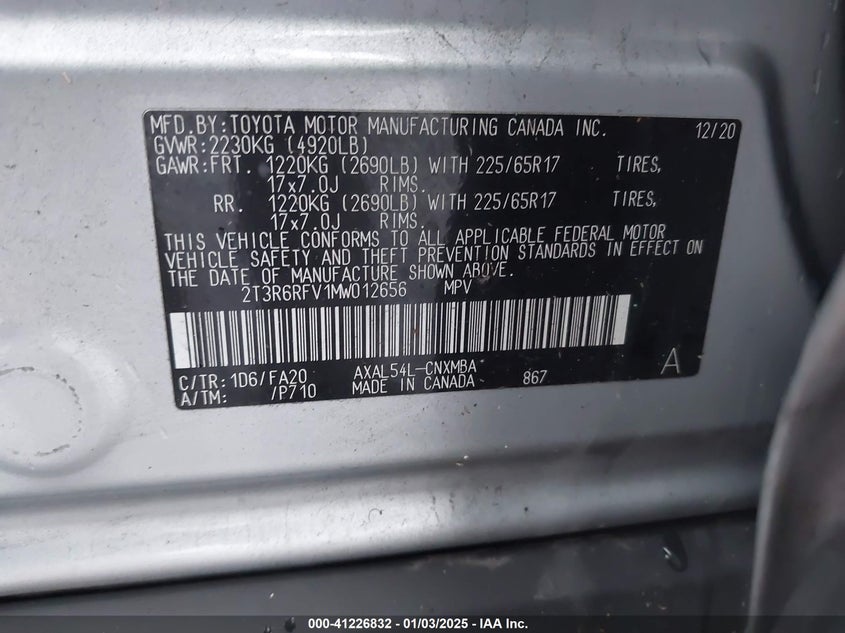 MFD.BY:TOYOTA MOTOR MANUFACTURING CANADA INC. 12/20
GVWR:2230KG (4920LB)
GAWR:FRT. 1220KG (2690LB) WITH 225/65R17 TIRES,
17x7.0J RIMS.
RR. 1220KG (2690LB) WITH 225/65R17 TIRES,
17x7.0J RIMS.
THIS VEHICLE CONFORMS TO ALL APPLICABLE FEDERAL MOTOR
VEHICLE SAFETY AND THEFT PREVENTION STANDARDS IN EFFECT ON
THE DATE OF MANUFACTURE SHOWN ABOVE.
2T3R6RFV1MW012656 MPV
C/TR:1D6/FA20 AXAL54L-CNXMBA
A/TM: /P710 MADE IN CANADA 867 A
000-41226832 - 01/03/2025 - IAA Inc.